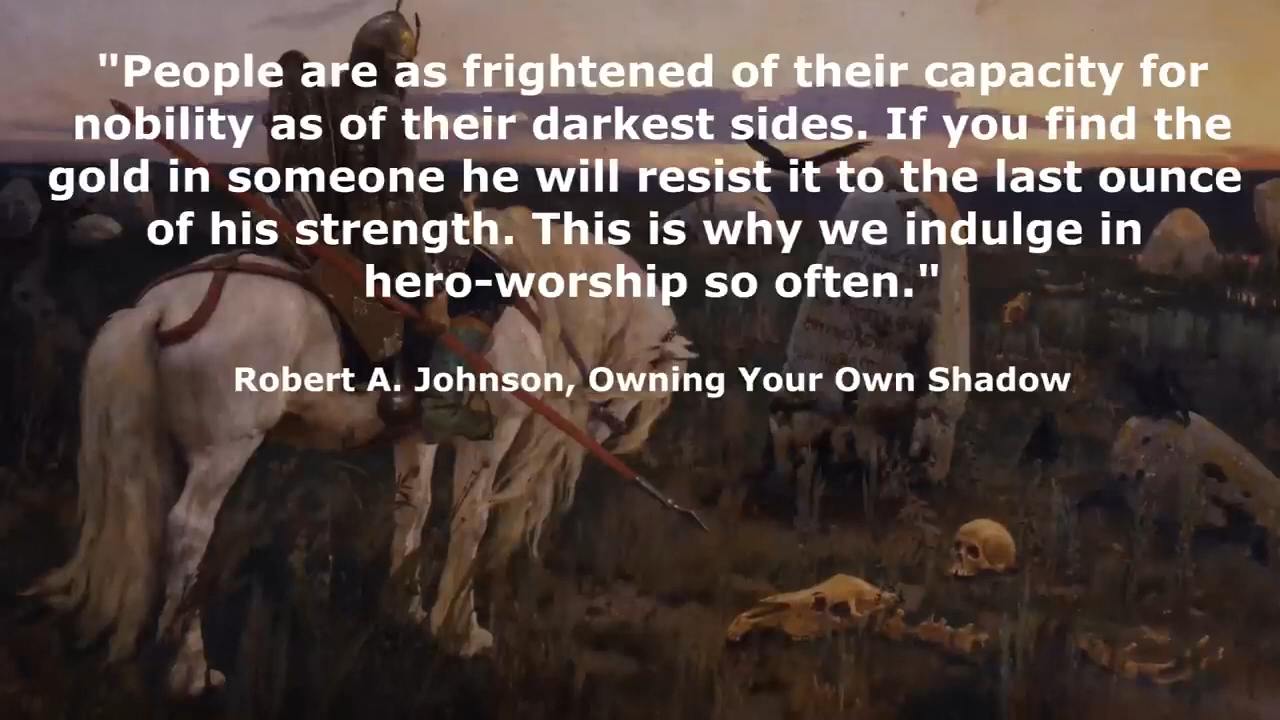 "People are as frightened of their capacity for
nobility as of their darkest sides. If you find the
gold in someone he will resist it to the last ounce
of his strength. This is why we indulge in
hero-worship so often."
Robert A. Johnson, Owning Your Own Shadow